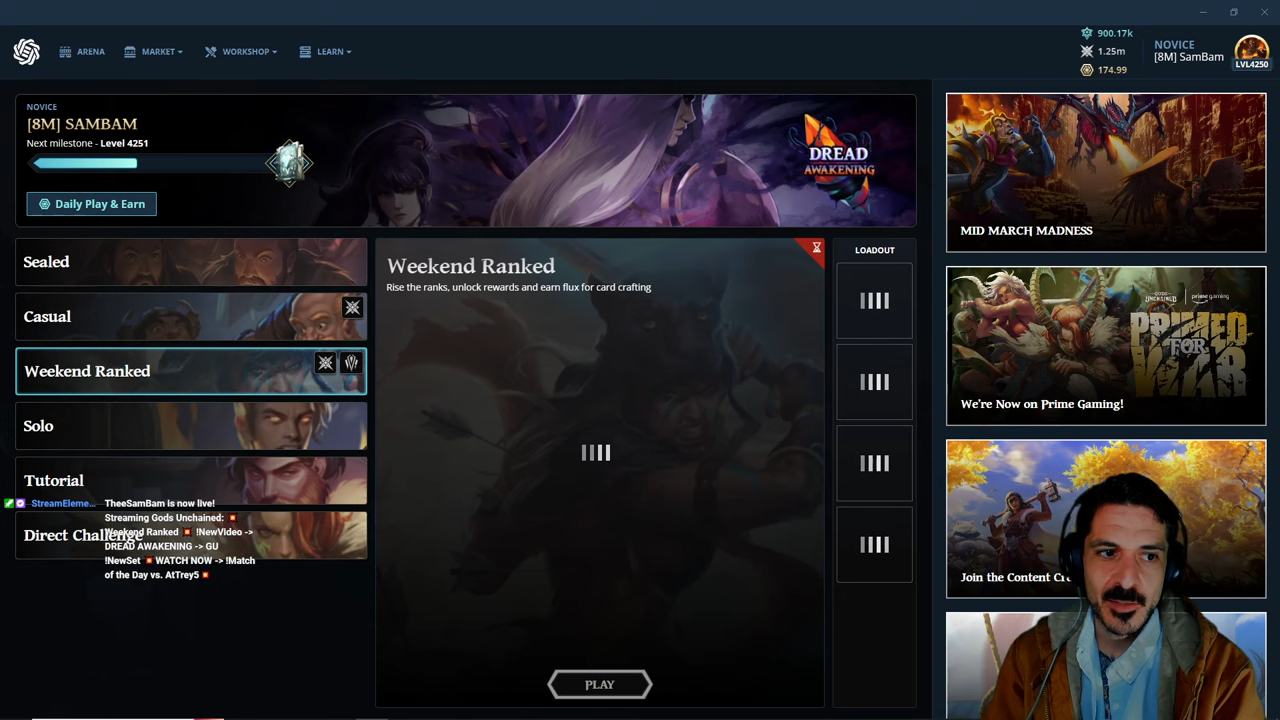 ARENA
MARKET
WORKSHOP
LEARN
900.17k
1.25m
174.99
NOVICE
[8M] SamBam
LVL4250
NOVICE
[8M] SAMBAM
Next milestone - Level 4251
Daily Play & Earn
DREAD
AWAKENING
Sealed
Casual
Weekend Ranked
Solo
Tutorial
Direct Challenge
StreamEleme... TheeSamBam is now live!
Streaming Gods Unchained:
Weekend Ranked !NewVideo ->
DREAD AWAKENING -> GU
!NewSet WATCH NOW -> !Match
of the Day vs. AtTrey5
Weekend Ranked
Rise the ranks, unlock rewards and earn flux for card crafting
PLAY
LOADOUT
MID MARCH MADNESS
GODS
UNCHAINED
prime gaming
PRIMED
FOR
WAR
We're Now on Prime Gaming!
Join the Content